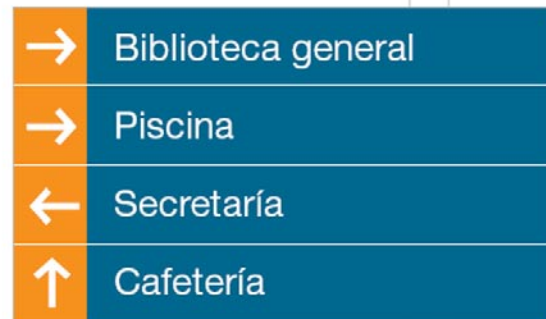 → Biblioteca general
→ Piscina
← Secretaría
↑ Cafetería